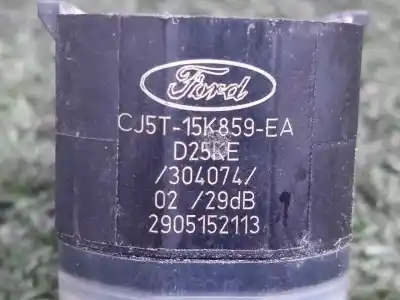 Ford
CJ5T-15K859-EA
D25KE
/304074/
02 /29dB
2905152113